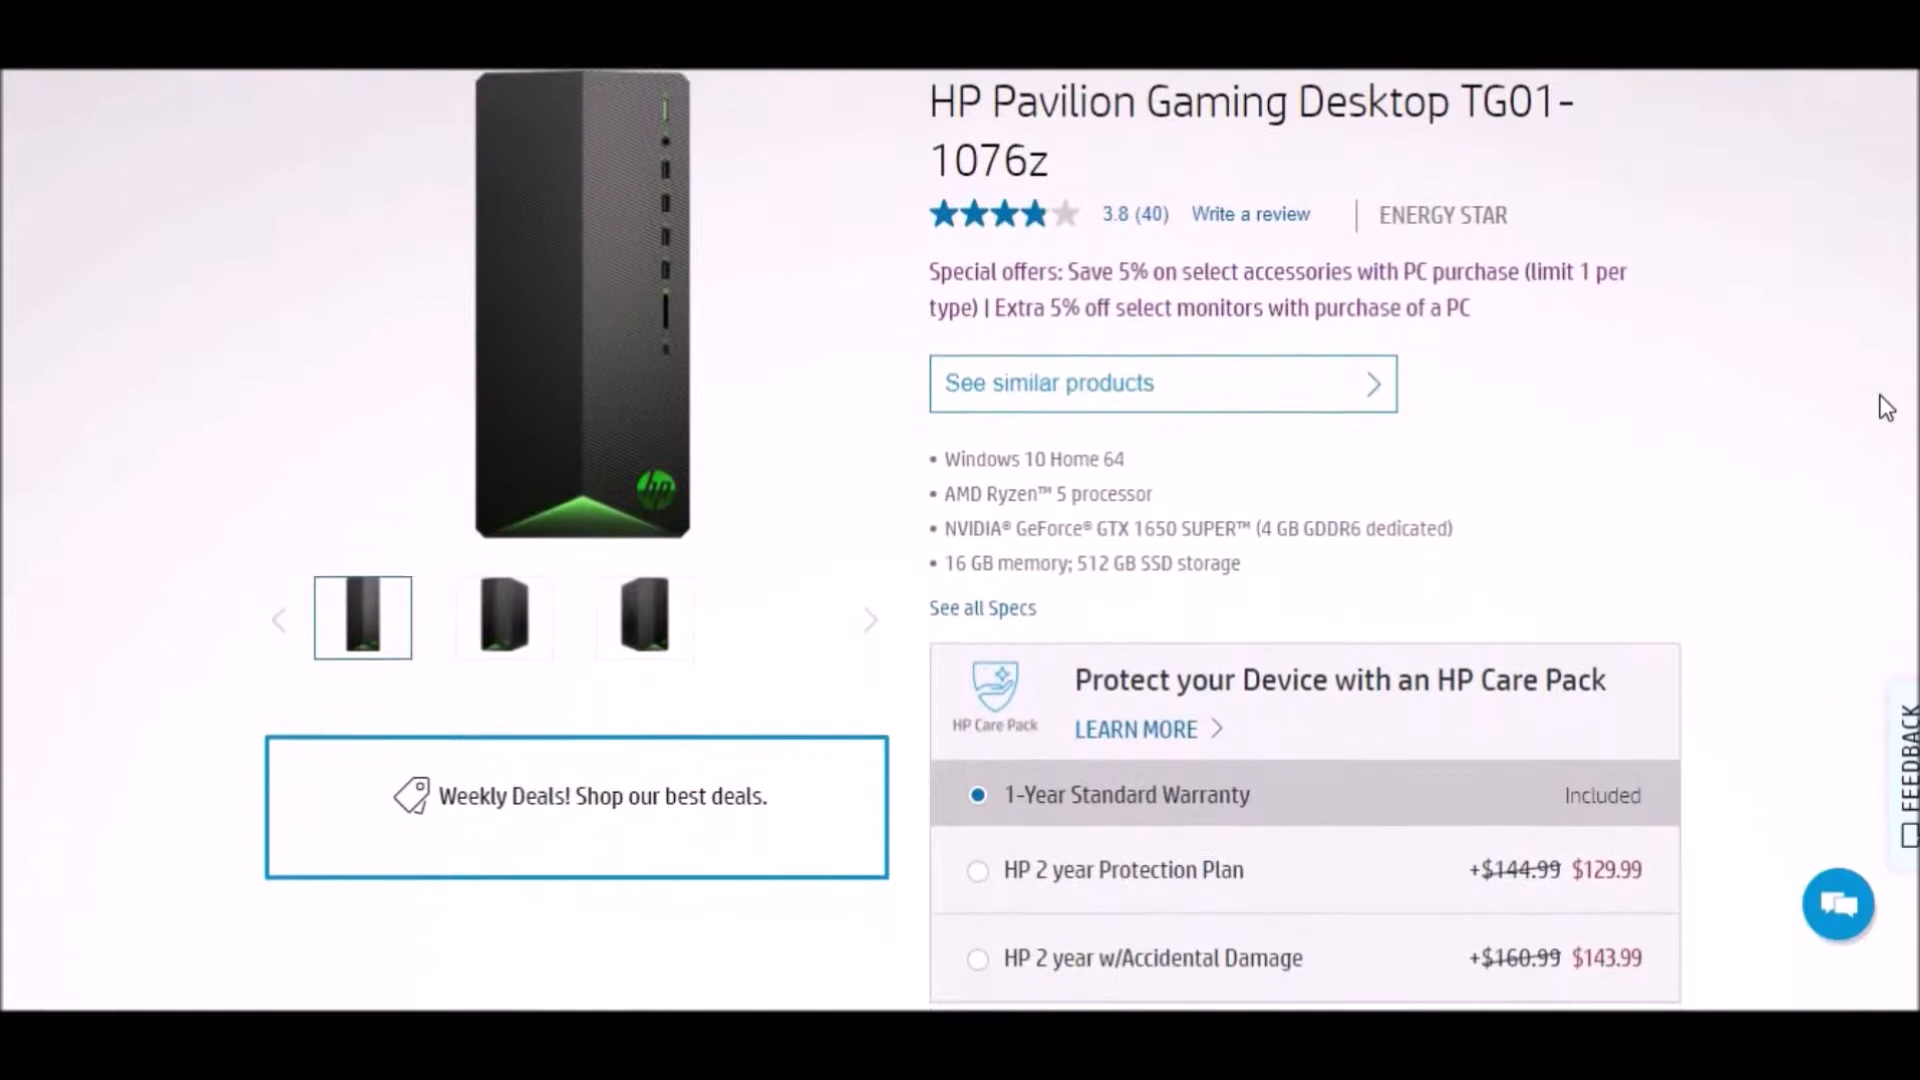 HP Pavilion Gaming Desktop TG01-
1076z
3.8 (40) Write a review | ENERGY STAR
Special offers: Save 5% on select accessories with PC purchase (limit 1 per
type) | Extra 5% off select monitors with purchase of a PC
See similar products
• Windows 10 Home 64
• AMD Ryzen™ 5 processor
• NVIDIA® GeForce® GTX 1650 SUPER™ (4 GB GDDR6 dedicated)
• 16 GB memory; 512 GB SSD storage
See all Specs
hp
Weekly Deals! Shop our best deals.
HP Care Pack
Protect your Device with an HP Care Pack
LEARN MORE
1-Year Standard Warranty Included
HP 2 year Protection Plan +$144.99 $129.99
HP 2 year w/Accidental Damage +$160.99 $143.99
FEEDBACK